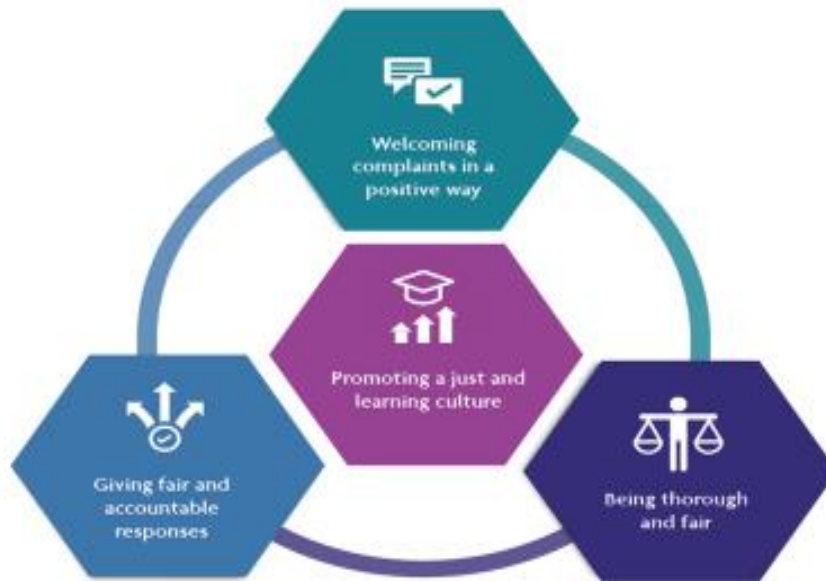 Welcoming
complaints in a
positive way
Promoting a just and
learning culture
Giving fair and
accountable
responses
Being thorough
and fair